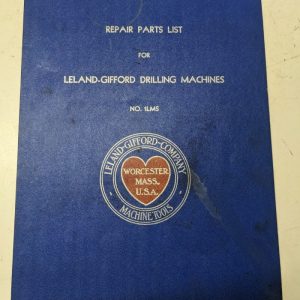 REPAIR PARTS LIST
FOR
LELAND-GIFFORD DRILLING MACHINES
NO. 1LMS
LELAND-GIFFORD-COMPANY
WORCESTER
MASS.
U.S.A.
MACHINE TOOLS